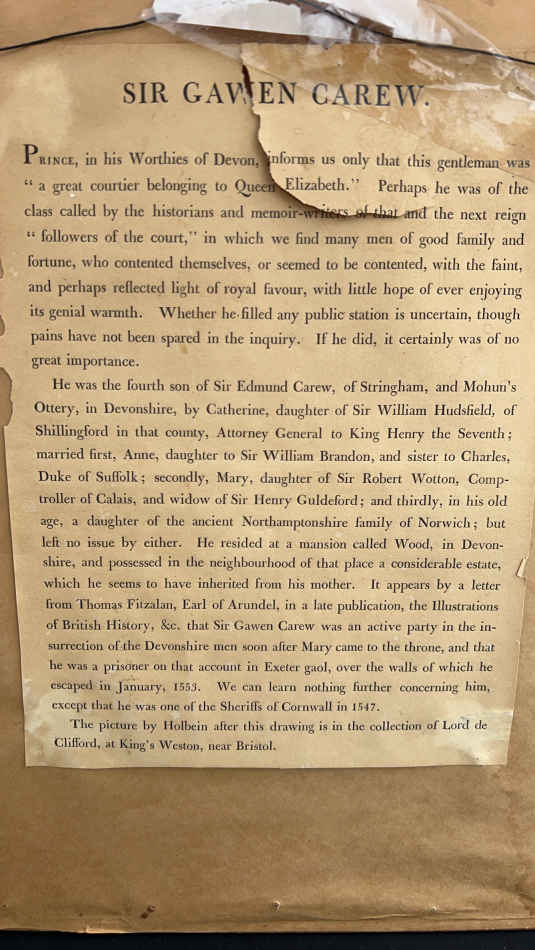 SIR GAWEN CAREW.
PRINCE, in his Worthies of Devon, informs us only that this gentleman was
“ a great courtier belonging to Queen Elizabeth.” Perhaps he was of the
class called by the historians and memoir-writers of that and the next reign
“ followers of the court,” in which we find many men of good family and
fortune, who contented themselves, or seemed to be contented, with the faint,
and perhaps reflected light of royal favour, with little hope of ever enjoying
its genial warmth. Whether he filled any public station is uncertain, though
pains have not been spared in the inquiry. If he did, it certainly was of no
great importance.
He was the fourth son of Sir Edmund Carew, of Stringham, and Mohun's
Ottery, in Devonshire, by Catherine, daughter of Sir William Hudsfield, of
Shillingford in that county, Attorney General to King Henry the Seventh;
married first, Anne, daughter to Sir William Brandon, and sister to Charles,
Duke of Suffolk; secondly, Mary, daughter of Sir Robert Wotton, Comp-
troller of Calais, and widow of Sir Henry Guldeford; and thirdly, in his old
age, a daughter of the ancient Northamptonshire family of Norwich; but
left no issue by either. He resided at a mansion called Wood, in Devon-
shire, and possessed in the neighbourhood of that place a considerable estate,
which he seems to have inherited from his mother. It appears by a letter
from Thomas Fitzalan, Earl of Arundel, in a late publication, the Illustrations
of British History, &c. that Sir Gawen Carew was an active party in the in-
surrection of the Devonshire men soon after Mary came to the throne, and that
he was a prisoner on that account in Exeter gaol, over the walls of which he
escaped in January, 1553. We can learn nothing further concerning him,
except that he was one of the Sheriffs of Cornwall in 1547.
The picture by Holbein after this drawing is in the collection of Lord de
Clifford, at King's Weston, near Bristol.